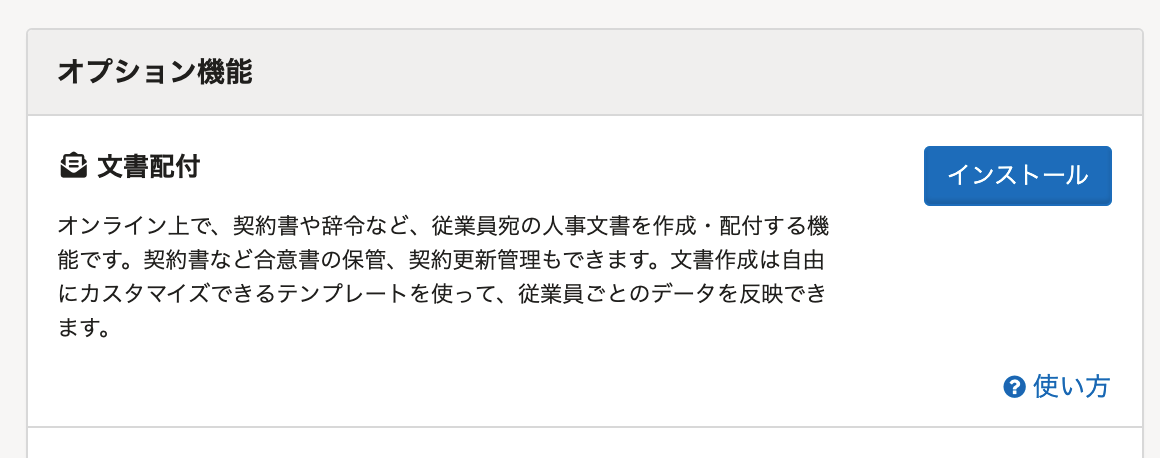 オプション機能
文書配付
インストール
オンライン上で、契約書や辞令など、従業員宛の人事文書を作成・配付する機
能です。契約書など合意書の保管、契約更新管理もできます。文書作成は自由
にカスタマイズできるテンプレートを使って、従業員ごとのデータを反映でき
ます。
使い方